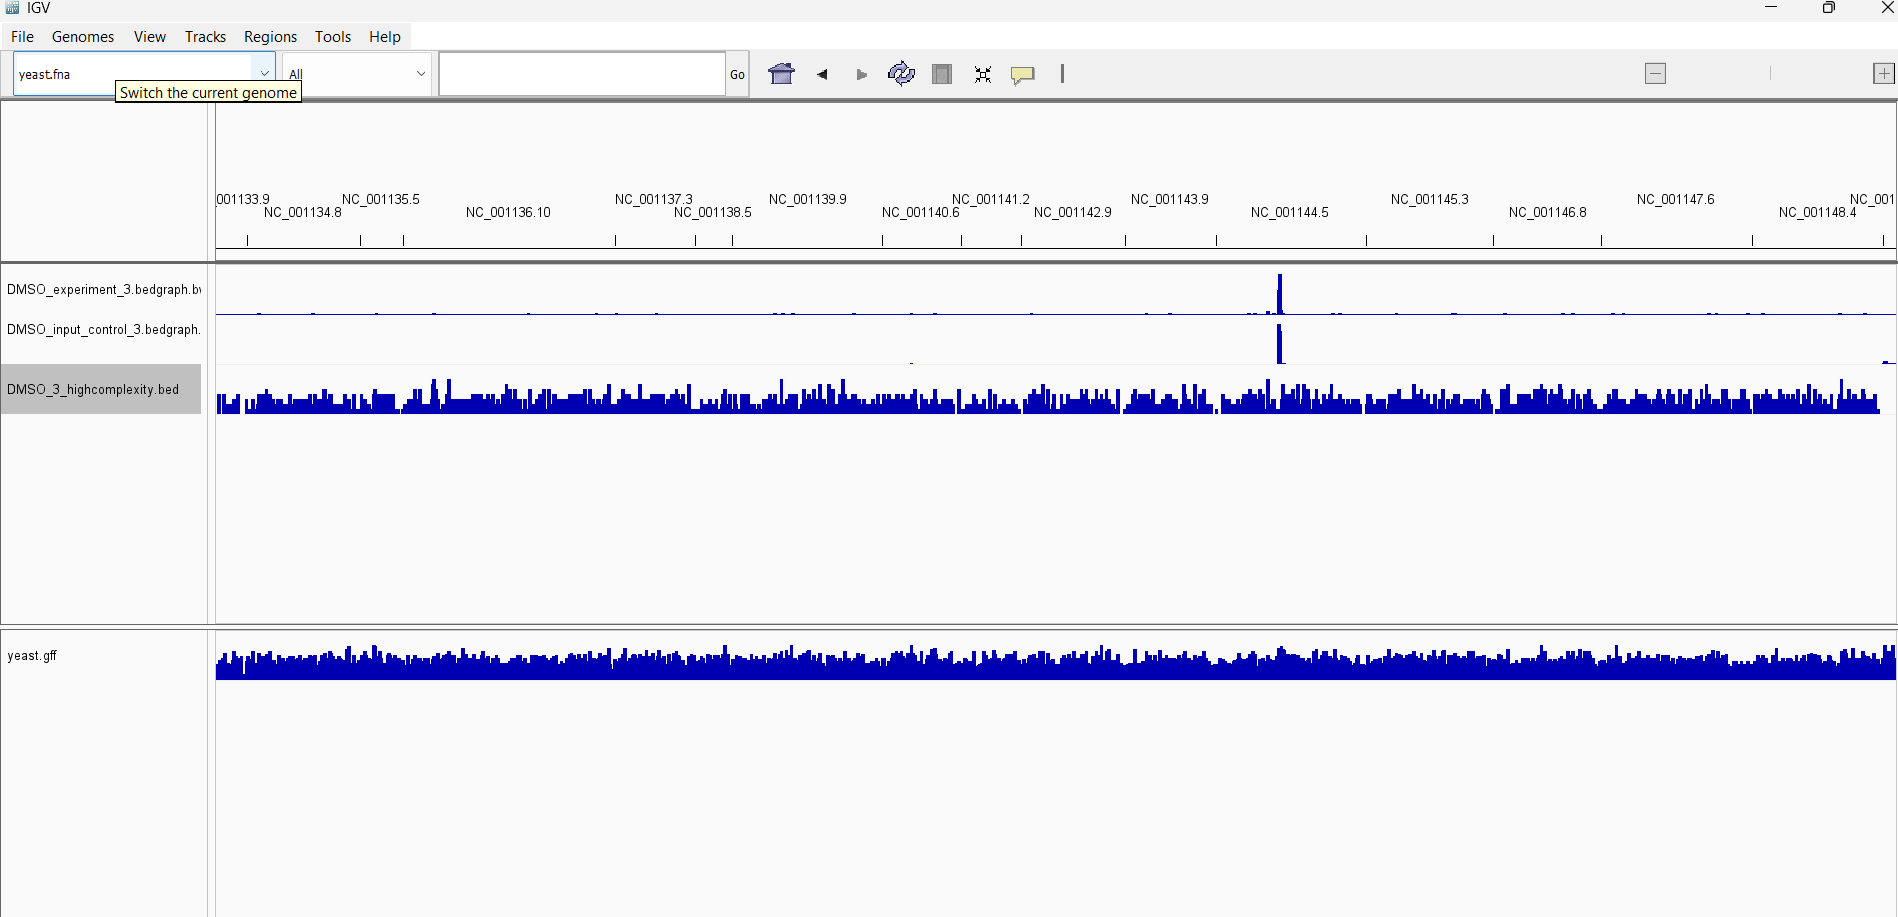 IGV
File Genomes View Tracks Regions Tools Help
yeast.fna All Go
Switch the current genome
001133.9 NC_001135.5 NC_001137.3 NC_001139.9 NC_001141.2 NC_001143.9 NC_001145.3 NC_001147.6 NC_001
NC_001134.8 NC_001136.10 NC_001138.5 NC_001140.6 NC_001142.9 NC_001144.5 NC_001146.8 NC_001148.4
DMSO_experiment_3.bedgraph.bw
DMSO_input_control_3.bedgraph.
DMSO_3_highcomplexity.bed
yeast.gff